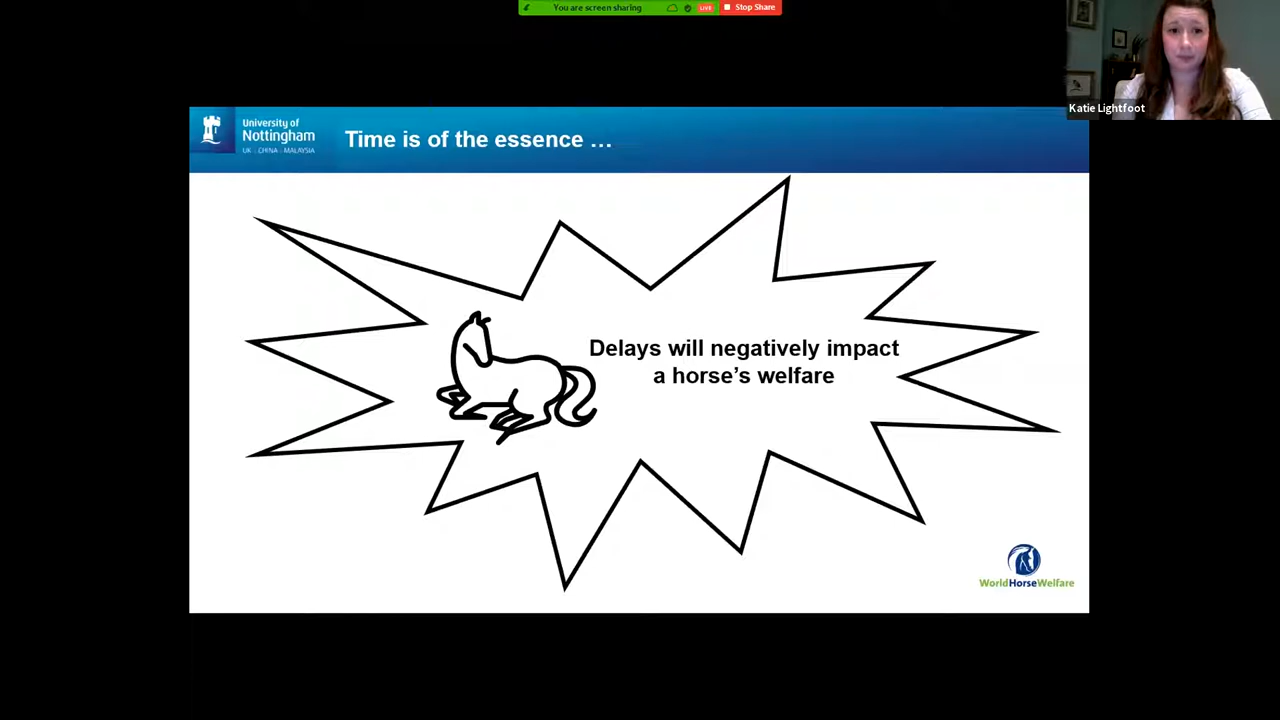 You are screen sharing
LIVE
Stop Share
Katie Lightfoot
University of
Nottingham
UK | CHINA | MALAYSIA
Time is of the essence …
Delays will negatively impact
a horse’s welfare
WorldHorseWelfare